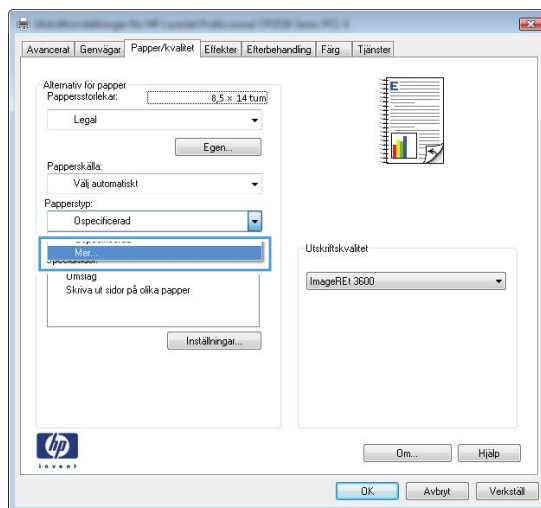 Avancerat Genvägar Papper/kvalitet Effekter Efterbehandling Färg Tjänster
Alternativ för papper
Pappersstorlekar: 8,5 × 14 tum
Legal
Egen...
Papperskälla:
Välj automatiskt
Papperstyp:
Ospecificerad
Mer...
Omslag
Skriva ut sidor på olika papper
Inställningar...
E
Utskriftskvalitet
ImageREt 3600
hp
invent
Om... Hjälp
OK Avbryt Verkställ